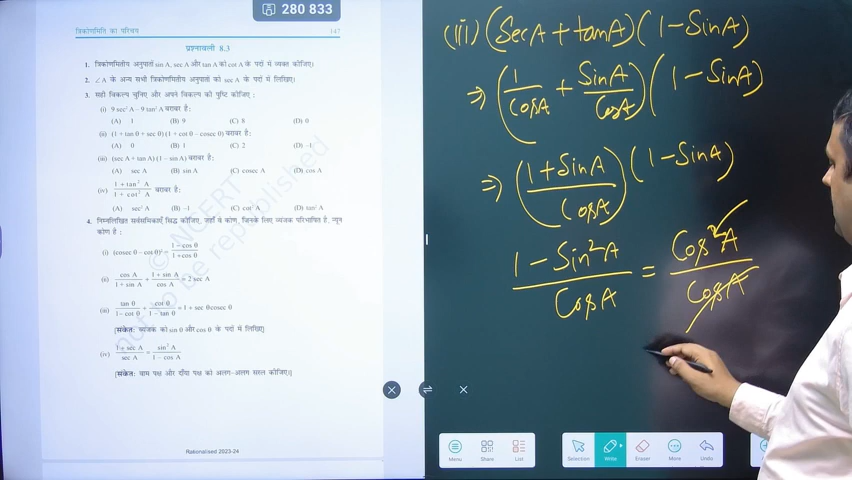 280 833
त्रिकोणमिति का परिचय 147
प्रश्नावली 8.3
1. त्रिकोणमितीय अनुपातों sin A, sec A और tan A को cot A के पदों में व्यक्त कीजिए।
2. ∠A के अन्य सभी त्रिकोणमितीय अनुपातों को sec A के पदों में लिखिए।
3. सही विकल्प चुनिए और अपने विकल्प की पुष्टि कीजिए :
(i) 9 sec² A – 9 tan² A बराबर है:
(A) 1 (B) 9 (C) 8 (D) 0
(ii) (1 + tan θ + sec θ) (1 + cot θ – cosec θ) बराबर है:
(A) 0 (B) 1 (C) 2 (D) –1
(iii) (sec A + tan A) (1 – sin A) बराबर है:
(A) sec A (B) sin A (C) cosec A (D) cos A
(iv) (1 + tan² A)/(1 + cot² A) बराबर है:
(A) sec² A (B) –1 (C) cot² A (D) tan² A
4. निम्नलिखित सर्वसमिकाएँ सिद्ध कीजिए, जहाँ वे कोण, जिनके लिए व्यंजक परिभाषित है, न्यून
कोण है :
(i) (cosec θ – cot θ)² = (1 – cos θ)/(1 + cos θ)
(ii) cos A/(1 + sin A) + (1 + sin A)/cos A = 2 sec A
(iii) tan θ/(1 – cot θ) + cot θ/(1 – tan θ) = 1 + sec θ cosec θ
[संकेत: व्यंजक को sin θ और cos θ के पदों में लिखिए]
(iv) (1 + sec A)/sec A = sin² A/(1 – cos A)
[संकेत: वाम पक्ष और दाँया पक्ष को अलग-अलग सरल कीजिए।]
Rationalised 2023-24
© NCERT
not to be republished
(iii) (SecA + tanA) (1 - SinA)
⇒ (1/CosA + SinA/CosA) (1 - SinA)
⇒ ((1 + SinA)/CosA) (1 - SinA)
(1 - Sin²A)/CosA = Cos²A/CosA
Menu Share List Selection Write Eraser More Undo